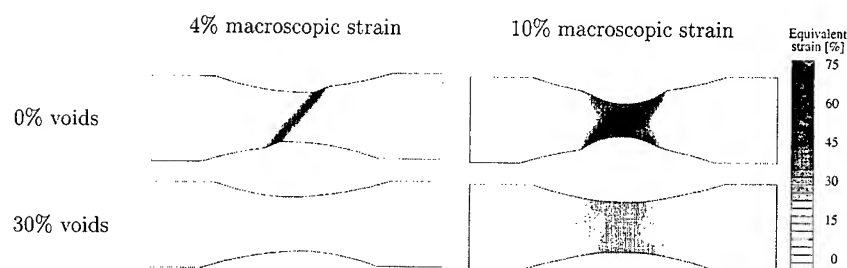 4% macroscopic strain
10% macroscopic strain
Equivalent
strain [%]
75
0% voids
60
45
30
30% voids
15
0